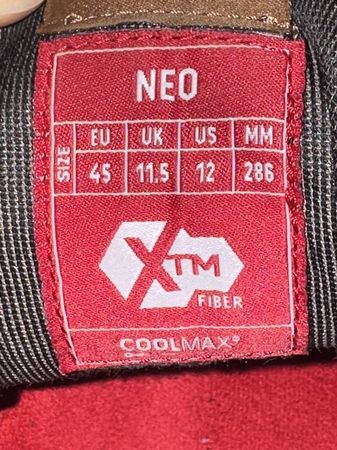 NEO
SIZE
EU UK US MM
45 11.5 12 286
XTM
FIBER
COOLMAX®